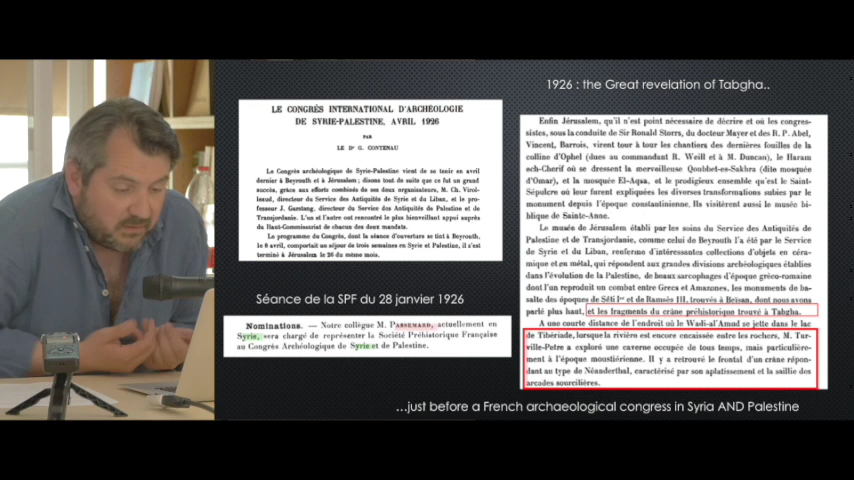 1926 : the Great revelation of Tabgha..
LE CONGRÈS INTERNATIONAL D'ARCHÉOLOGIE
DE SYRIE-PALESTINE, AVRIL 1926
PAR
LE Dr G. CONTENAU
Le Congrès archéologique de Syrie-Palestine vient de se tenir en avril
dernier à Beyrouth et à Jérusalem ; disons tout de suite que ce fut un grand
succès, grâce aux efforts combinés de ses deux organisateurs, M. Ch. Virol-
leaud, directeur du Service des Antiquités de Syrie et du Liban, et le pro-
fesseur J. Garstang, directeur du Service des Antiquités de Palestine et de
Transjordanie. L'un et l'autre ont rencontré le plus bienveillant appui auprès
du Haut-Commissariat de chacun des deux mandats.
Le programme du Congrès, dont la séance d'ouverture se tint à Beyrouth,
le 8 avril, comportait un séjour de trois semaines en Syrie et Palestine, il s'est
terminé à Jérusalem le 26 du même mois.
Séance de la SPF du 28 janvier 1926
Nominations. — Notre collègue M. PASSEMARD, actuellement en
Syrie, sera chargé de représenter la Société Préhistorique Française
au Congrès Archéologique de Syrie et de Palestine.
Enfin Jérusalem, qu'il n'est point nécessaire de décrire et où les congres-
sistes, sous la conduite de Sir Ronald Storrs, du docteur Mayer et des R. P. Abel,
Vincent, Barrois, virent tour à tour les chantiers des dernières fouilles de la
colline d'Ophel (dues au commandant R. Weill et à M. Duncan), le Haram
ech-Cherif où se dressent la merveilleuse Qoubbet-es-Sakhra (dite mosquée
d'Omar), et la mosquée El-Aqsa, et le prodigieux ensemble qu'est le Saint-
Sépulcre où leur furent expliquées les diverses transformations subies par le
monument depuis l'époque constantinienne. Ils visitèrent aussi le musée bi-
blique de Sainte-Anne.
Le musée de Jérusalem établi par les soins du Service des Antiquités de
Palestine et de Transjordanie, comme celui de Beyrouth l'a été par le Service
de Syrie et du Liban, renferme d'intéressantes collections d'objets en céra-
mique et en métal, qui répondent aux grandes divisions archéologiques établies
dans l'évolution de la Palestine, de beaux sarcophages d'époque gréco-romaine
dont l'un reproduit un combat entre Grecs et Amazones, les monuments de ba-
salte des époques de Séti Ier et de Ramsès III, trouvés à Beisan, dont nous avons
parlé plus haut, et les fragments du crâne préhistorique trouvé à Tabgha.
A une courte distance de l'endroit où le Wadi-al-Amud se jette dans le lac
de Tibériade, lorsque la rivière est encore encaissée entre les rochers, M. Tur-
ville-Petre a exploré une caverne occupée de tous temps, mais particulière-
ment à l'époque moustiérienne. Il y a retrouvé le frontal d'un crâne répon-
dant au type de Néanderthal, caractérisé par son aplatissement et la saillie des
arcades sourcilières.
…just before a French archaeological congress in Syria AND Palestine